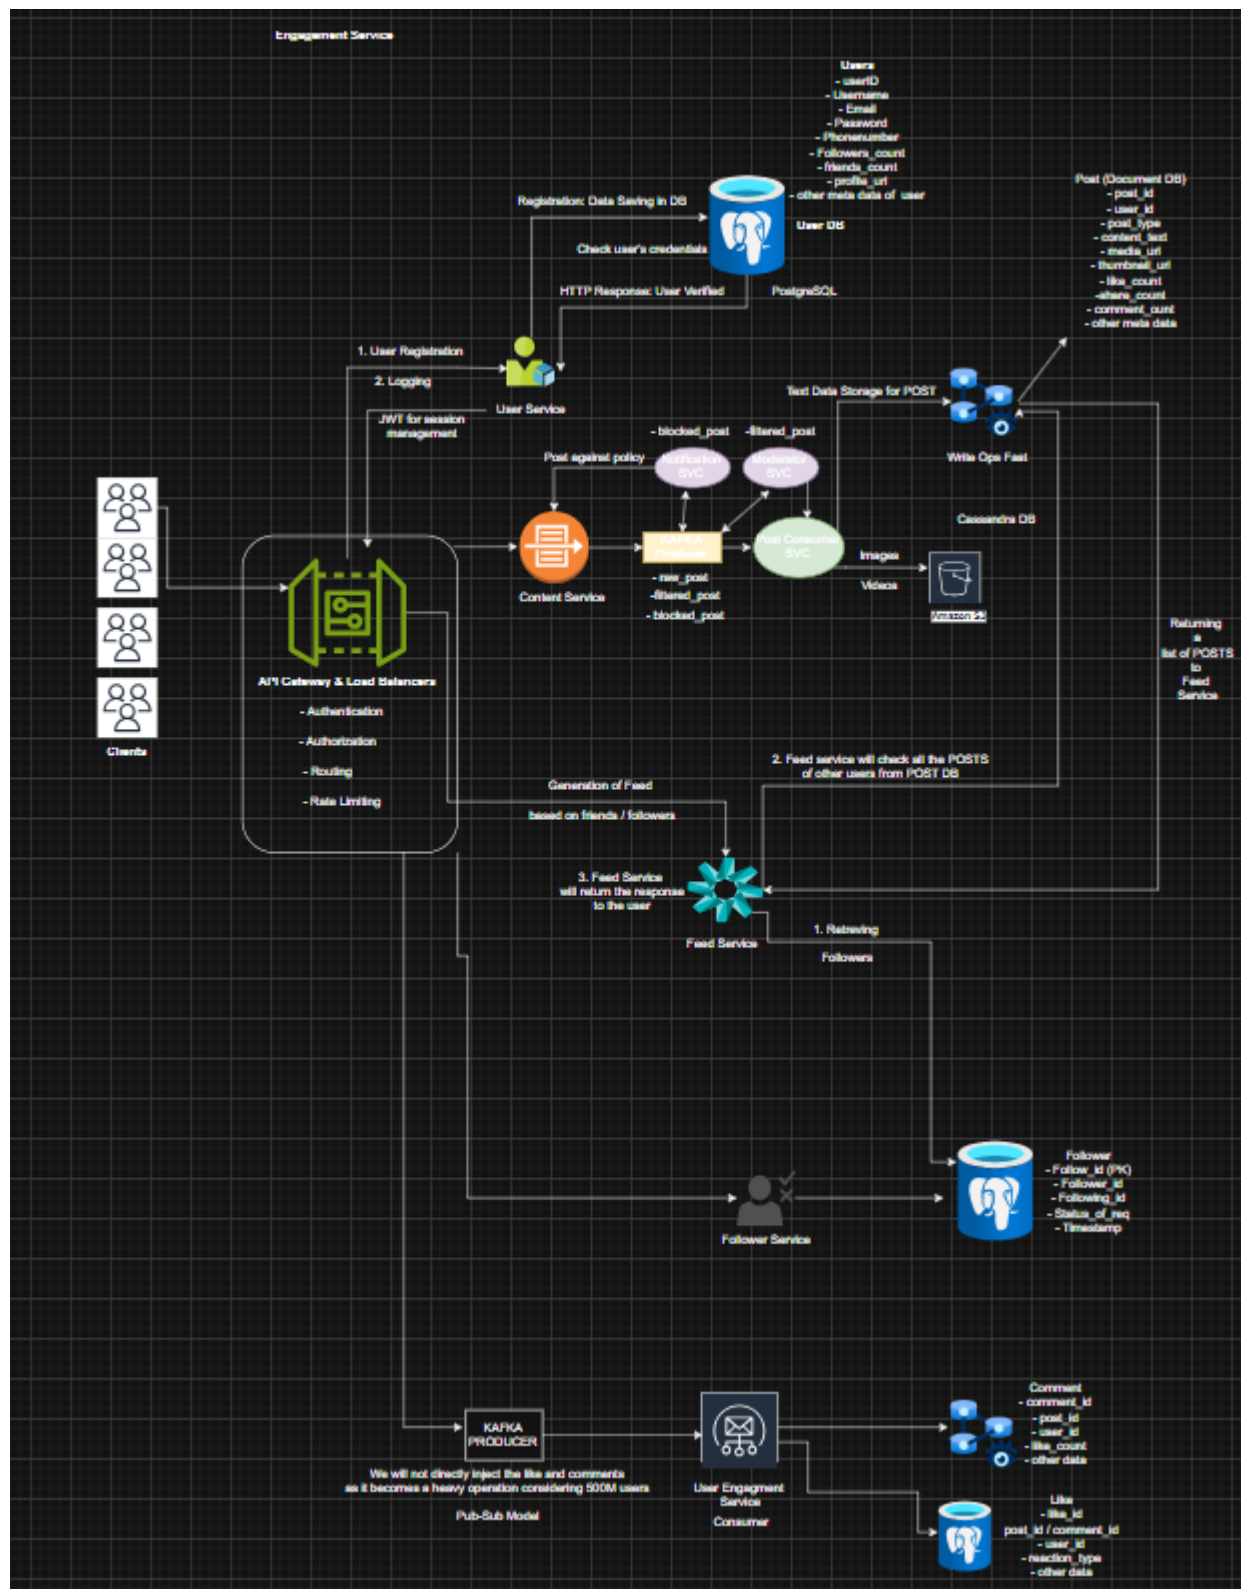 Engagement Service
Users
- userID
- Username
- Email
- Password
- Phonenumber
- Followers_count
- friends_count
- profile_url
- other meta data of user
User DB
PostgreSQL
Registration: Data Saving in DB
Check user's credentials
HTTP Response: User Verified
Post (Document DB)
- post_id
- user_id
- post_type
- content_text
- media_url
- thumbnail_url
- like_count
-share_count
- comment_ount
- other meta data
1. User Registration
2. Logging
User Service
JWT for session
management
Text Data Storage for POST
Write Ops Fast
Cassandra DB
- blocked_post
-filtered_post
Post against policy
Notification
SVC
Moderator
SVC
Content Service
KAFKA
Producer
- raw_post
-filtered_post
- blocked_post
Post Consumer
SVC
Images
Videos
Amazon S3
Returning
a
list of POSTS
to
Feed
Service
API Gateway & Load Balancers
- Authentication
- Authorization
- Routing
- Rate Limiting
Clients
2. Feed service will check all the POSTS
of other users from POST DB
Generation of Feed
based on friends / followers
3. Feed Service
will return the response
to the user
Feed Service
1. Retreving
Followers
Follower
- Follow_id (PK)
- Follower_id
- Following_id
- Status_of_req
- Timestamp
Follower Service
KAFKA
PRODUCER
We will not directly inject the like and comments
as it becomes a heavy operation considering 500M users
Pub-Sub Model
User Engagment
Service
Consumer
Comment
- comment_id
- post_id
- user_id
- like_count
- other data
Like
- like_id
post_id / comment_id
- user_id
- reaction_type
- other data